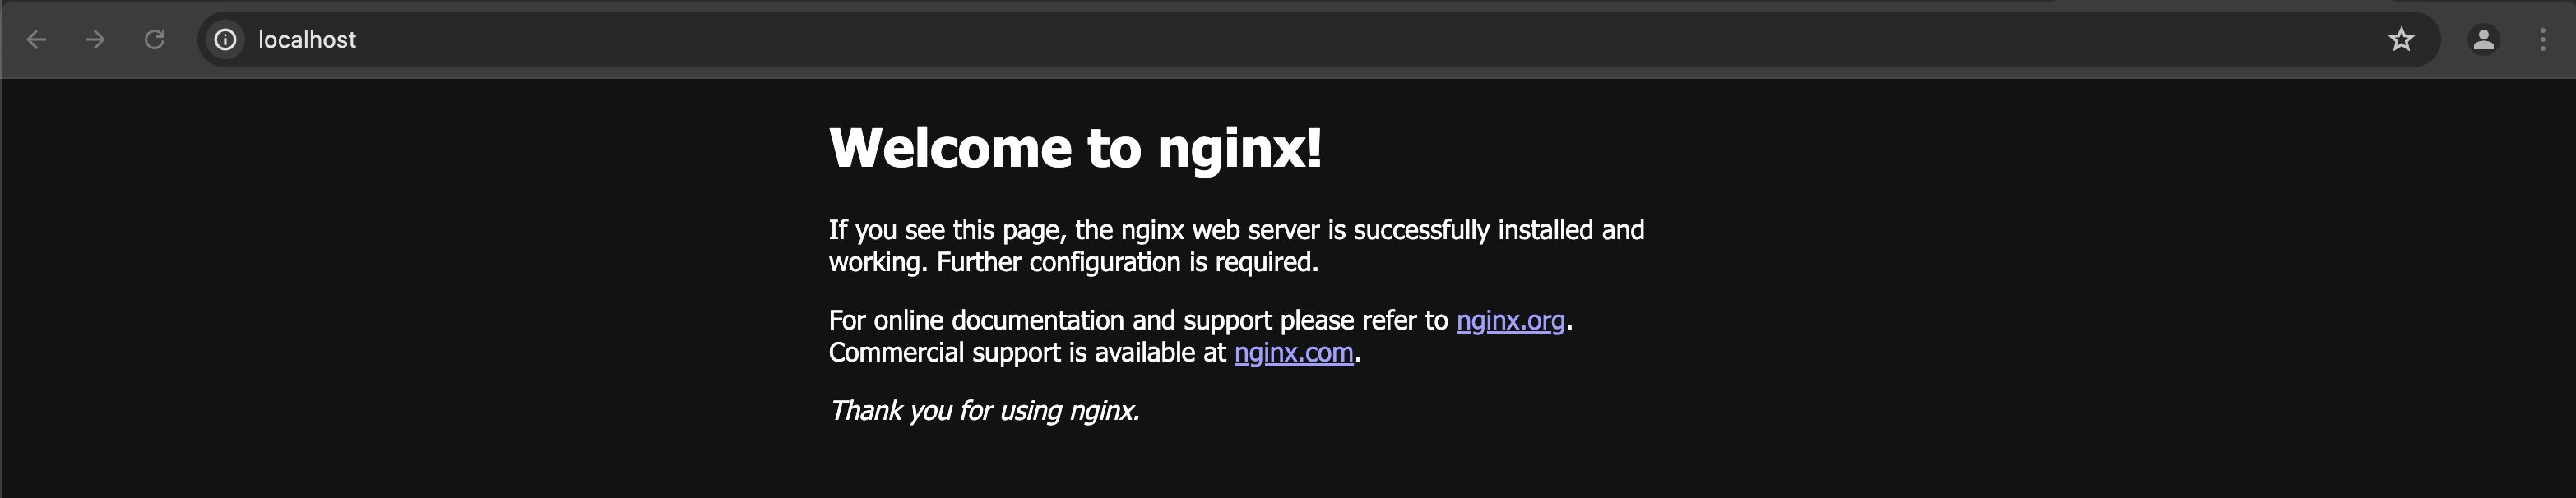 localhost
Welcome to nginx!
If you see this page, the nginx web server is successfully installed and
working. Further configuration is required.
For online documentation and support please refer to nginx.org.
Commercial support is available at nginx.com.
Thank you for using nginx.